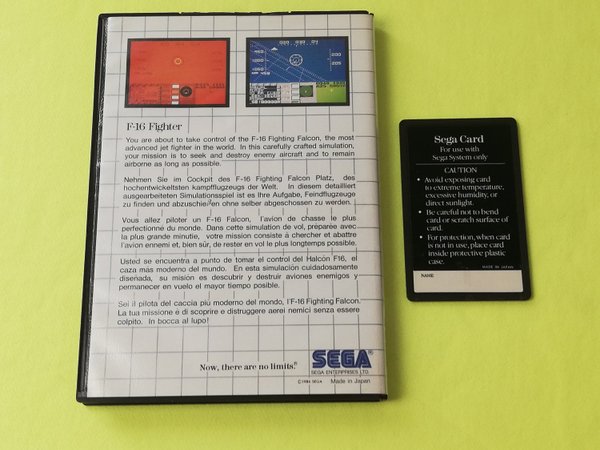 F-16 Fighter
You are about to take control of the F-16 Fighting Falcon, the most
advanced jet fighter in the world. In this carefully crafted simulation,
your mission is to seek and destroy enemy aircraft and to remain
airborne as long as possible.
Nehmen Sie im Cockpit des F-16 Fighting Falcon Platz, des
hochentwickeltsten kampfflugzeugs der Welt. In diesem detailliert
ausgearbeiteten Simulationsspiel ist es Ihre Aufgabe, Feindflugzeuge
zu finden und abzuschießen ohne selber abgeschossen zu werden.
Vous allez piloter un F-16 Falcon, l'avion de chasse le plus
perfectionne du monde. Dans cette simulation de vol, préparée avec
la plus grande minutie, votre mission consiste à chercher et abattre
l'avion ennemi et, bien sûr, de rester en vol le plus longtemps possible.
Usted se encuentra a punto de tomar el control del Halcón F16, el
caza más moderno del mundo. En esta simulación cuidadosamente
diseñada, su misión es descubrir y destruir aviones enemigos y
permanecer en vuelo el mayor tiempo posible.
Sei il pilota del caccia più moderno del mondo, l'F-16 Fighting Falcon.
La tua missione è di scoprire e distruggere aerei nemici senza essere
colpito. In bocca al lupo!
Now, there are no limits.®
SEGA®
SEGA ENTERPRISES LTD.
©1986 SEGA Made in Japan
Sega Card
For use with
Sega System only
CAUTION
• Avoid exposing card
to extreme temperature,
excessive humidity, or
direct sunlight.
• Be careful not to bend
card or scratch surface of
card.
• For protection, when card
is not in use, place card
inside protective plastic
case.
MADE IN JAPAN
NAME